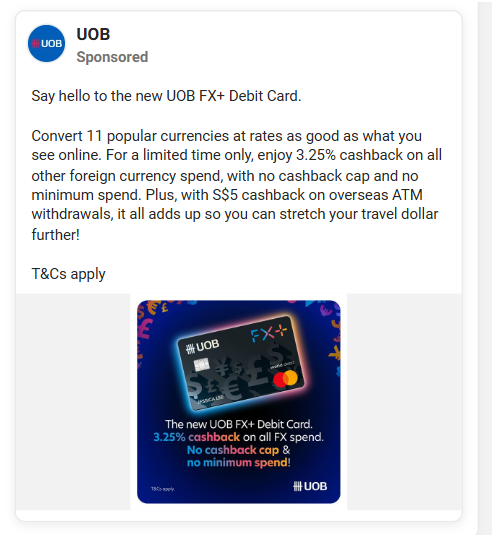 UOB
UOB
Sponsored
Say hello to the new UOB FX+ Debit Card.
Convert 11 popular currencies at rates as good as what you
see online. For a limited time only, enjoy 3.25% cashback on all
other foreign currency spend, with no cashback cap and no
minimum spend. Plus, with S$5 cashback on overseas ATM
withdrawals, it all adds up so you can stretch your travel dollar
further!
T&Cs apply
UOB
FX+
world debit
JESSICA LEE
The new UOB FX+ Debit Card.
3.25% cashback on all FX spend.
No cashback cap &
no minimum spend!
T&Cs apply.
UOB